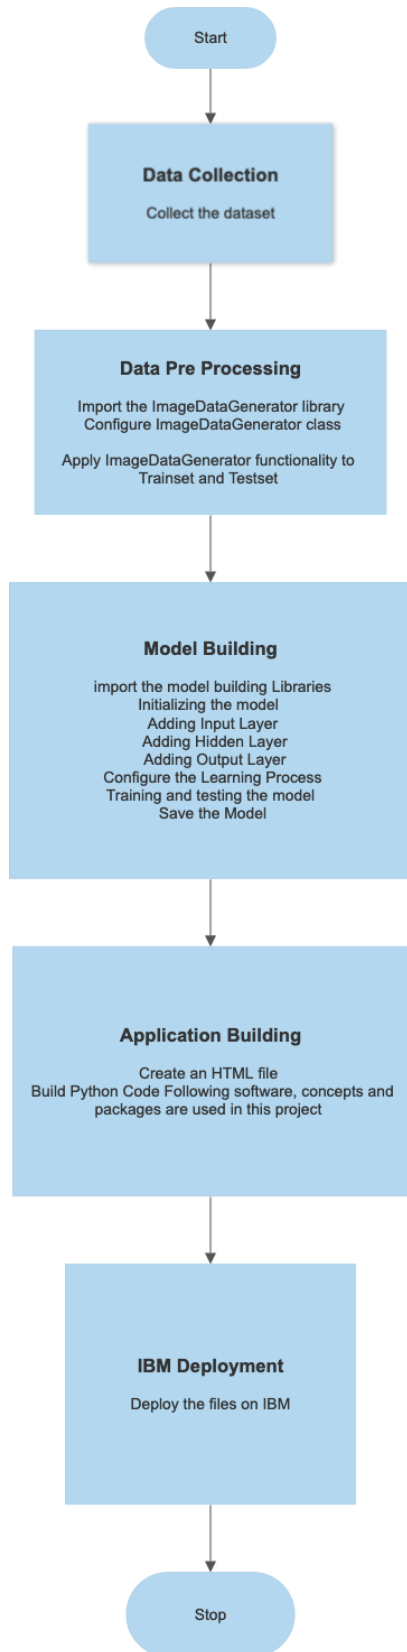 Start
Data Collection
Collect the dataset
Data Pre Processing
Import the ImageDataGenerator library
Configure ImageDataGenerator class
Apply ImageDataGenerator functionality to
Trainset and Testset
Model Building
import the model building Libraries
Initializing the model
Adding Input Layer
Adding Hidden Layer
Adding Output Layer
Configure the Learning Process
Training and testing the model
Save the Model
Application Building
Create an HTML file
Build Python Code Following software, concepts and
packages are used in this project
IBM Deployment
Deploy the files on IBM
Stop